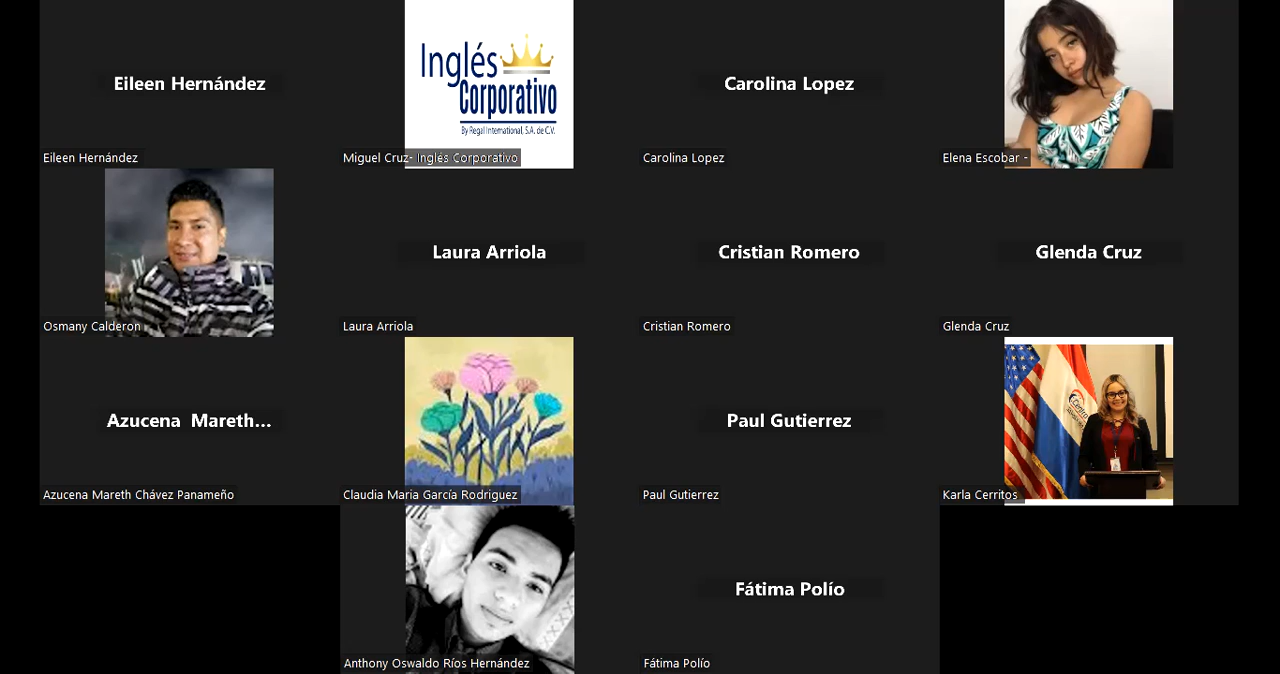 Eileen Hernández
Eileen Hernández
Inglés
Corporativo
By Regal International, S.A. de C.V.
Miguel Cruz- Inglés Corporativo
Carolina Lopez
Carolina Lopez
Elena Escobar -
Osmany Calderon
Laura Arriola
Laura Arriola
Cristian Romero
Cristian Romero
Glenda Cruz
Glenda Cruz
Azucena Mareth...
Azucena Mareth Chávez Panameño
Claudia Maria García Rodriguez
Paul Gutierrez
Paul Gutierrez
Karla Cerritos
Anthony Oswaldo Ríos Hernández
Fátima Polío
Fátima Polío